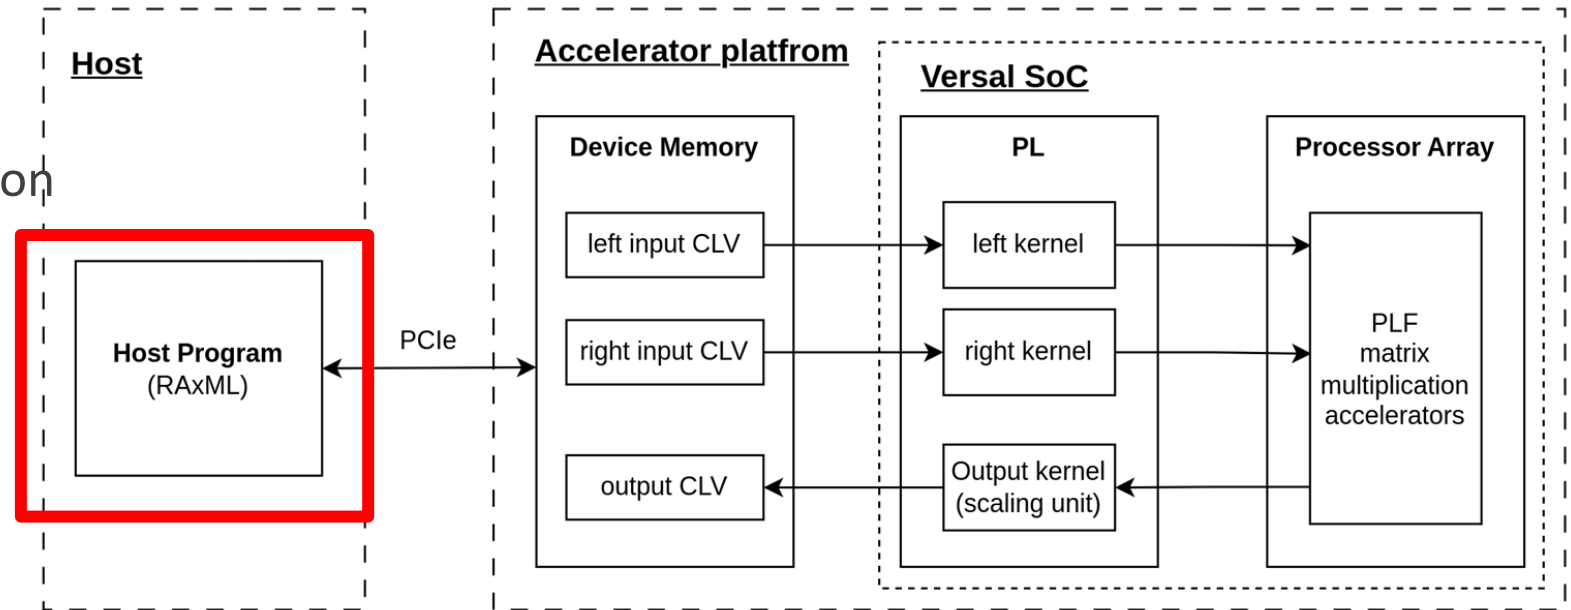 Host
on
Host Program
(RAxML)
PCIe
Accelerator platfrom
Device Memory
left input CLV
right input CLV
output CLV
Versal SoC
PL
left kernel
right kernel
Output kernel
(scaling unit)
Processor Array
PLF
matrix
multiplication
accelerators